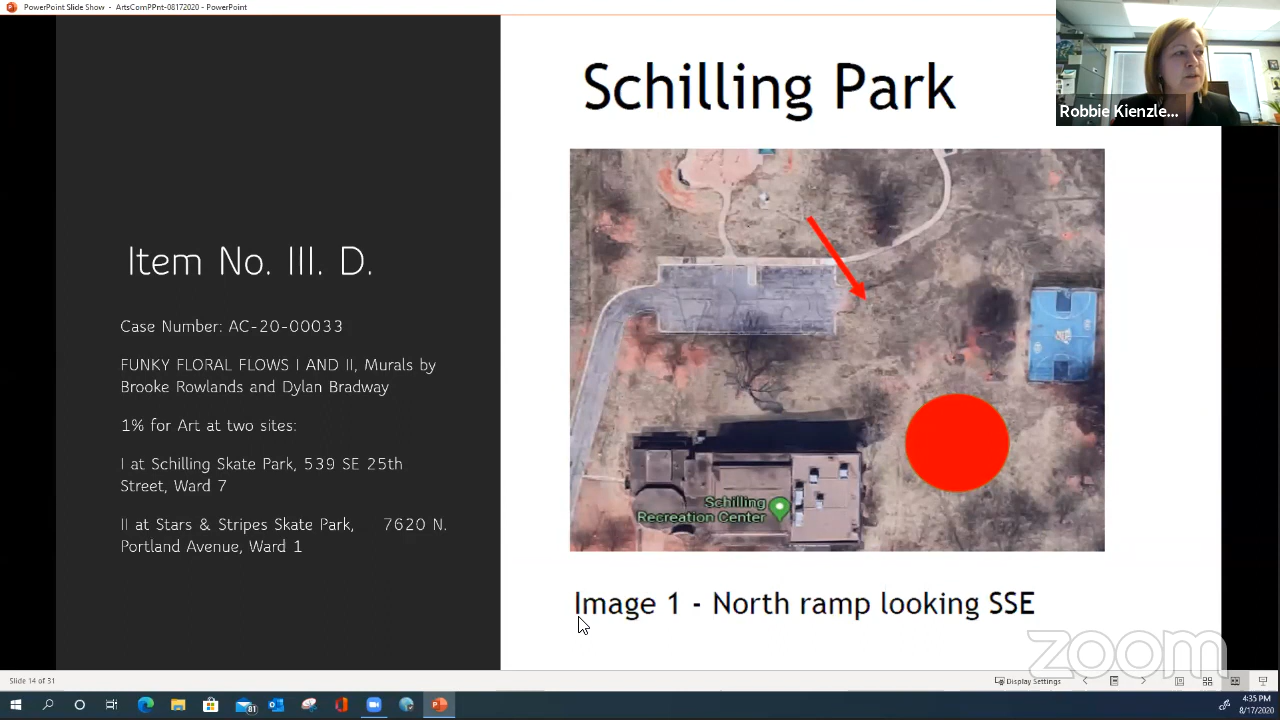 PowerPoint Slide Show - ArtsComPPnt-08172020 - PowerPoint
Schilling Park
Robbie Kienzle...
Item No. III. D.
Case Number: AC-20-00033
FUNKY FLORAL FLOWS I AND II, Murals by
Brooke Rowlands and Dylan Bradway
1% for Art at two sites:
I at Schilling Skate Park, 539 SE 25th
Street, Ward 7
II at Stars & Stripes Skate Park, 7620 N.
Portland Avenue, Ward 1
Schilling
Recreation Center
Image 1 - North ramp looking SSE
zoom
Slide 14 of 31
Display Settings
81
4:35 PM
8/17/2020